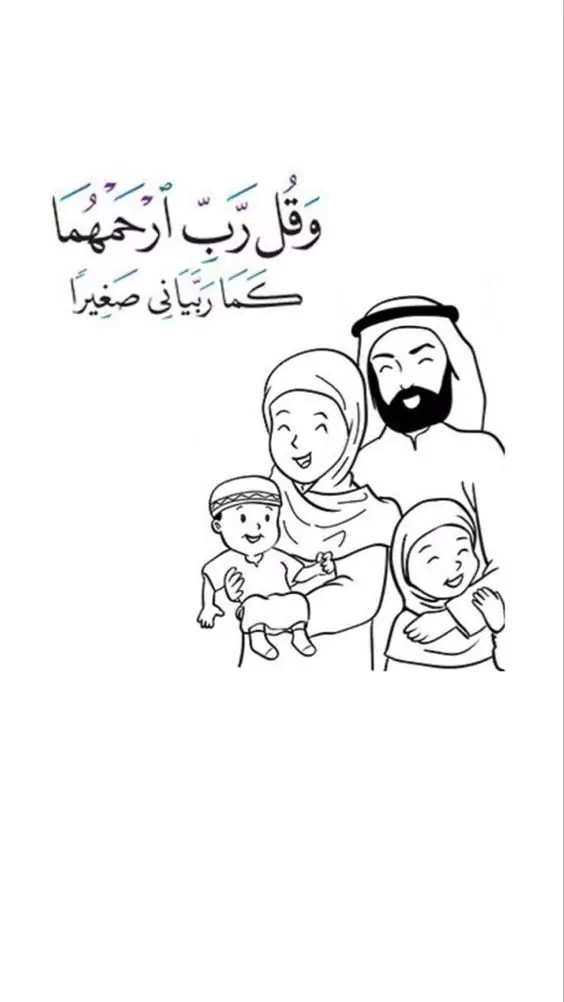 وَقُل رَّبِّ ٱرْحَمْهُمَا
كَمَا رَبَّيَانِى صَغِيرًا